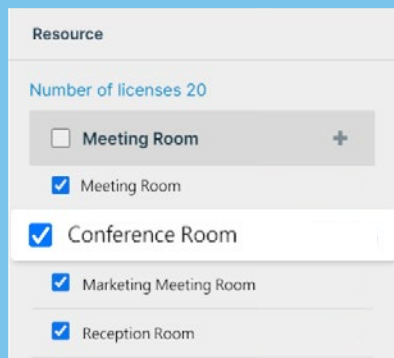 Resource
Number of licenses 20
Meeting Room
Meeting Room
Conference Room
Marketing Meeting Room
Reception Room